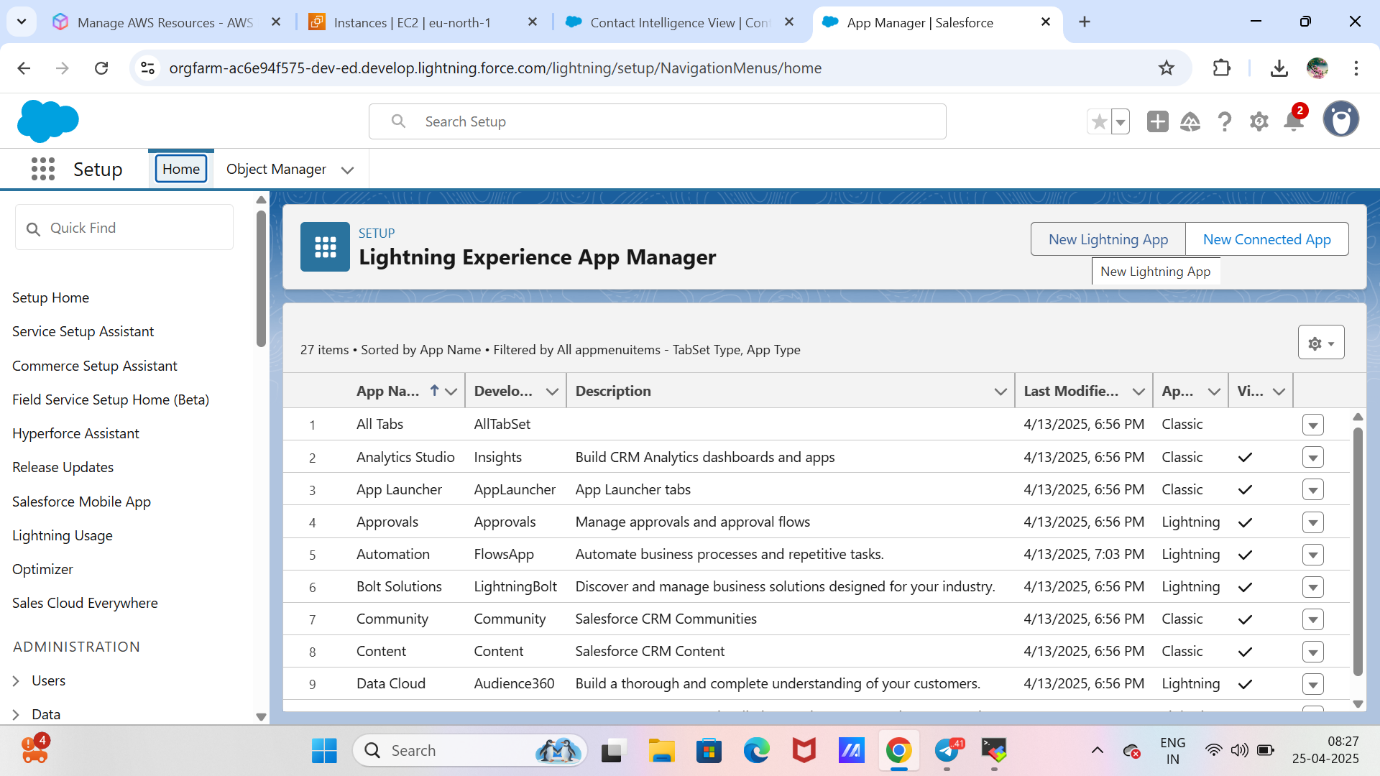 Manage AWS Resources - AWS
Instances | EC2 | eu-north-1
Contact Intelligence View | Con
App Manager | Salesforce
orgfarm-ac6e94f575-dev-ed.develop.lightning.force.com/lightning/setup/NavigationMenus/home
Search Setup
2
Setup
Home
Object Manager
Quick Find
Setup Home
Service Setup Assistant
Commerce Setup Assistant
Field Service Setup Home (Beta)
Hyperforce Assistant
Release Updates
Salesforce Mobile App
Lightning Usage
Optimizer
Sales Cloud Everywhere
ADMINISTRATION
Users
Data
SETUP
Lightning Experience App Manager
New Lightning App
New Connected App
New Lightning App
27 items • Sorted by App Name • Filtered by All appmenuitems - TabSet Type, App Type
App Na... Develo... Description Last Modifie... Ap... Vi...
1 All Tabs AllTabSet 4/13/2025, 6:56 PM Classic
2 Analytics Studio Insights Build CRM Analytics dashboards and apps 4/13/2025, 6:56 PM Classic
3 App Launcher AppLauncher App Launcher tabs 4/13/2025, 6:56 PM Classic
4 Approvals Approvals Manage approvals and approval flows 4/13/2025, 6:56 PM Lightning
5 Automation FlowsApp Automate business processes and repetitive tasks. 4/13/2025, 7:03 PM Lightning
6 Bolt Solutions LightningBolt Discover and manage business solutions designed for your industry. 4/13/2025, 6:56 PM Lightning
7 Community Community Salesforce CRM Communities 4/13/2025, 6:56 PM Classic
8 Content Content Salesforce CRM Content 4/13/2025, 6:56 PM Classic
9 Data Cloud Audience360 Build a thorough and complete understanding of your customers. 4/13/2025, 6:56 PM Lightning
4
Search
41
ENG
IN
08:27
25-04-2025